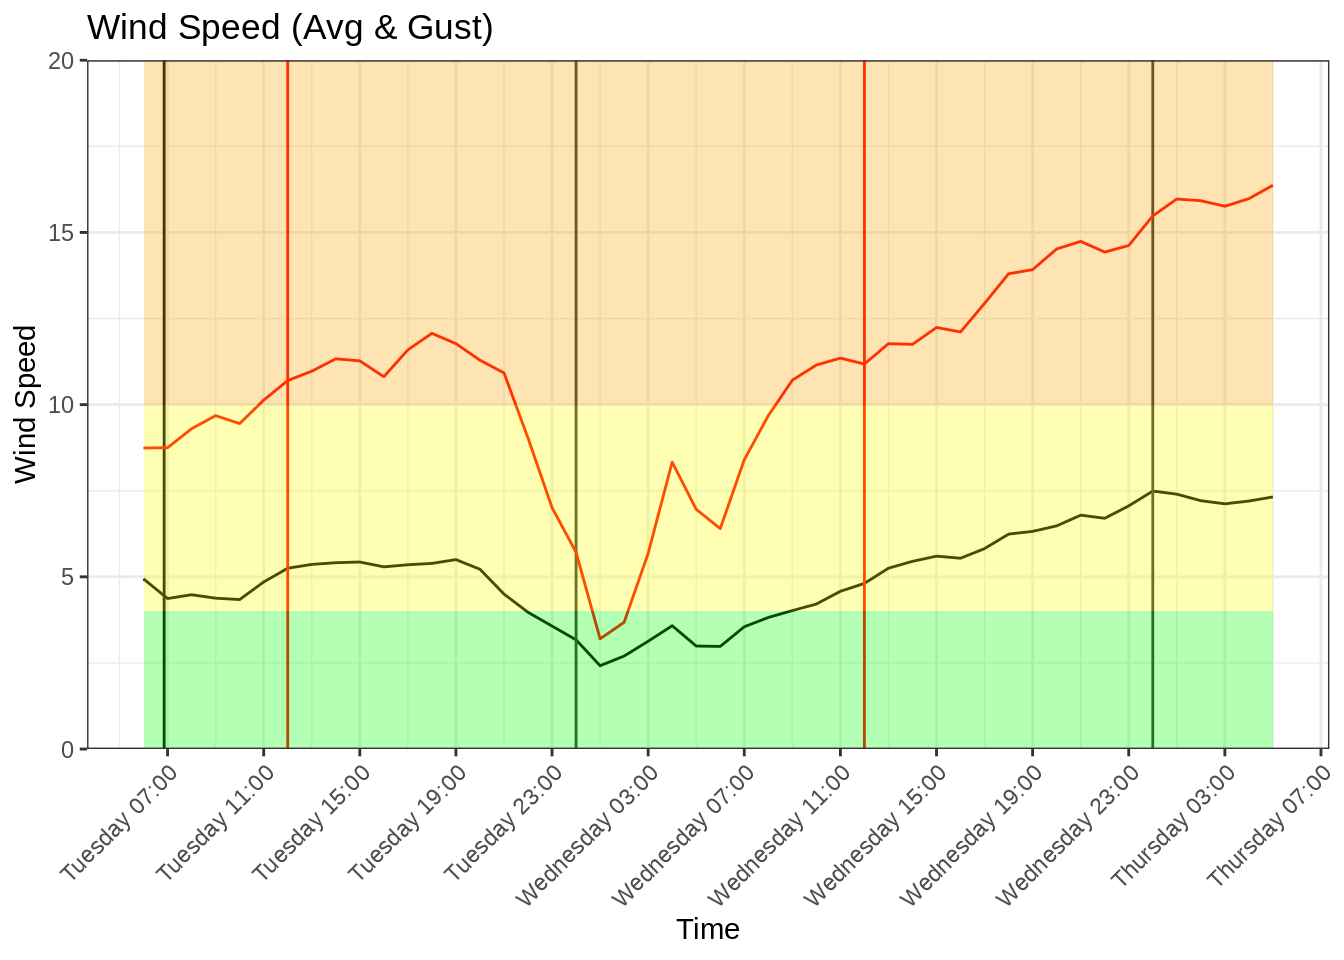 Wind Speed (Avg & Gust)
Wind Speed
20
15
10
5
0
Tuesday 07:00
Tuesday 11:00
Tuesday 15:00
Tuesday 19:00
Tuesday 23:00
Wednesday 03:00
Wednesday 07:00
Wednesday 11:00
Wednesday 15:00
Wednesday 19:00
Wednesday 23:00
Thursday 03:00
Thursday 07:00
Time